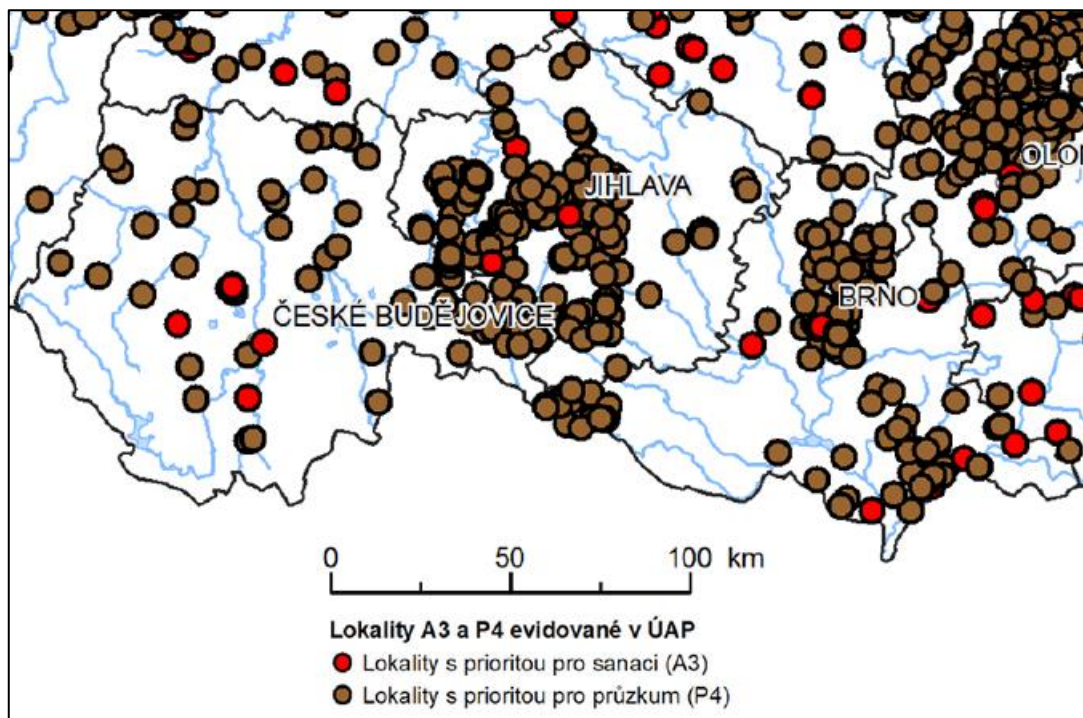 OLOM
JIHLAVA
BRNO
ČESKÉ BUDĚJOVICE
0 50 100 km
Lokality A3 a P4 evidované v ÚAP
Lokality s prioritou pro sanaci (A3)
Lokality s prioritou pro průzkum (P4)